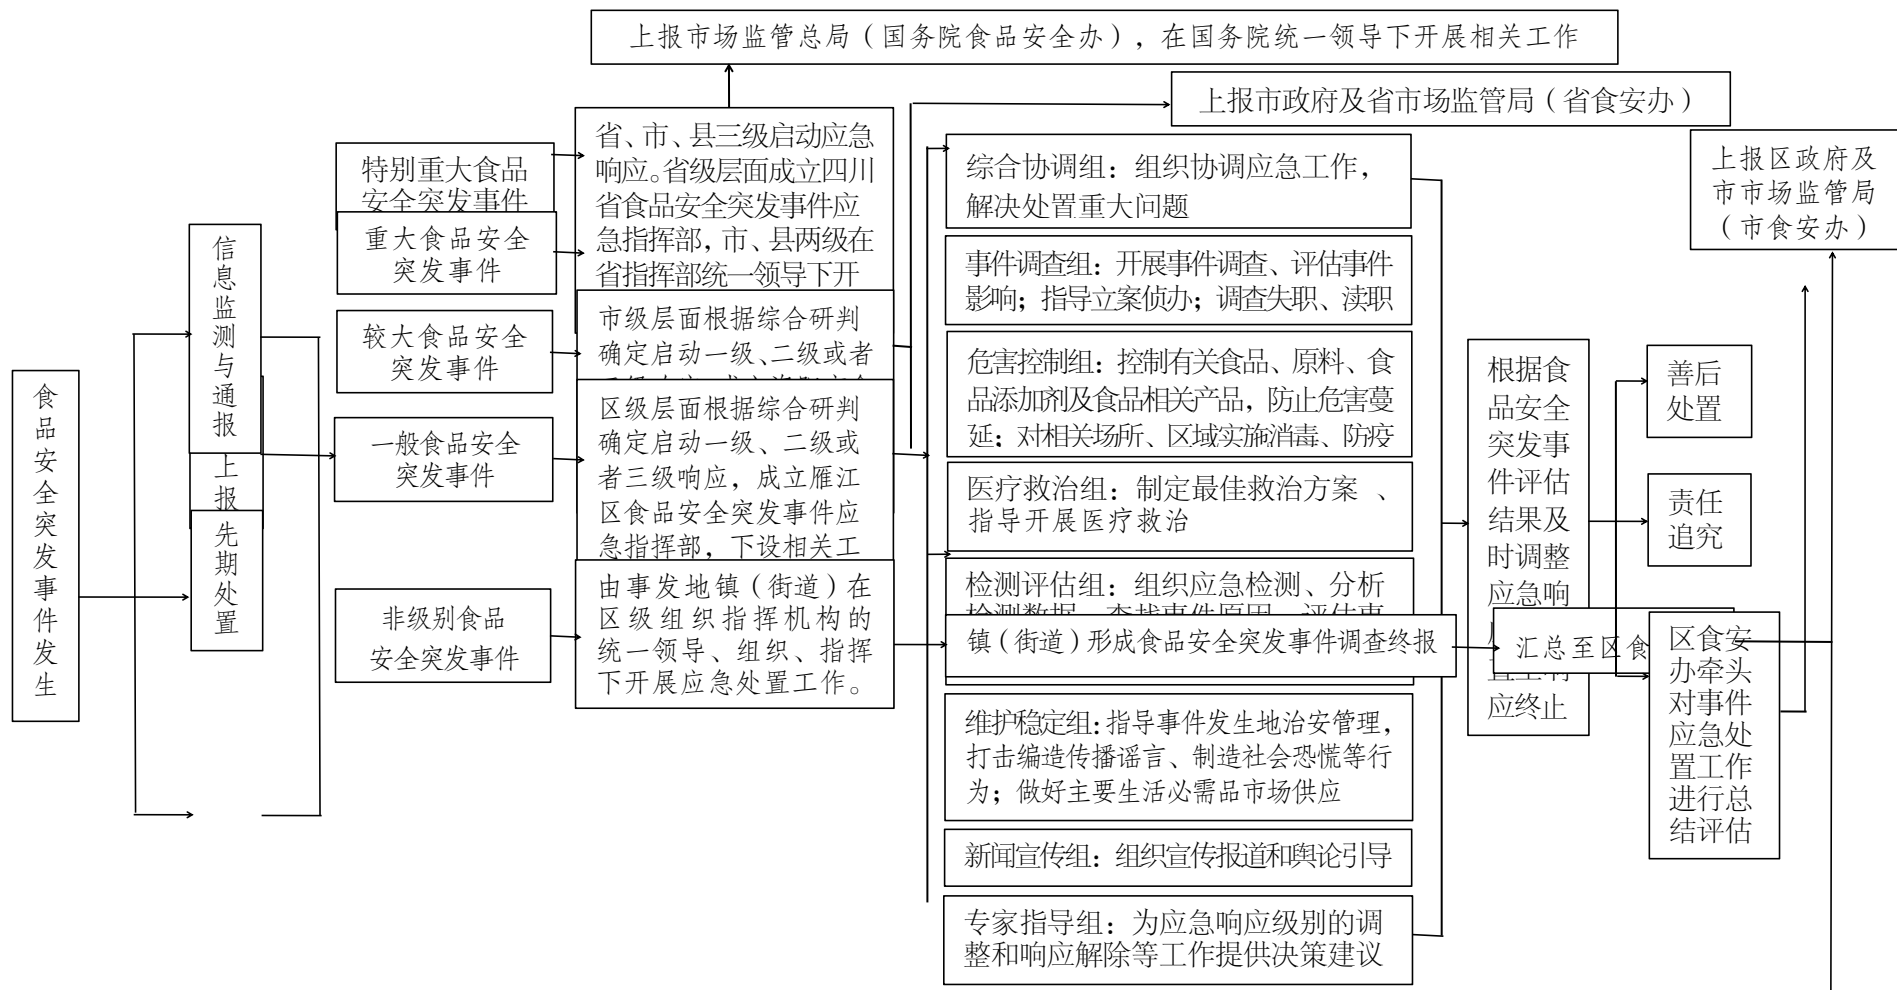 上报市场监管总局（国务院食品安全办），在国务院统一领导下开展相关工作
上报市政府及省市场监管局（省食安办）
上报区政府及
市市场监管局
（市食安办）
食品安全突发事件发生
信息监测与通报
上报
先期处置
特别重大食品
安全突发事件
重大食品安全
突发事件
较大食品安全
突发事件
一般食品安全
突发事件
非级别食品
安全突发事件
省、市、县三级启动应急
响应。省级层面成立四川
省食品安全突发事件应
急指挥部，市、县两级在
省指挥部统一领导下开
市级层面根据综合研判
确定启动一级、二级或者
区级层面根据综合研判
确定启动一级、二级或
者三级响应，成立雁江
区食品安全突发事件应
急指挥部，下设相关工
由事发地镇（街道）在
区级组织指挥机构的
统一领导、组织、指挥
下开展应急处置工作。
综合协调组：组织协调应急工作，
解决处置重大问题
事件调查组：开展事件调查、评估事件
影响；指导立案侦办；调查失职、渎职
危害控制组：控制有关食品、原料、食
品添加剂及食品相关产品，防止危害蔓
延；对相关场所、区域实施消毒、防疫
医疗救治组：制定最佳救治方案、
指导开展医疗救治
检测评估组：组织应急检测、分析
镇（街道）形成食品安全突发事件调查终报
维护稳定组：指导事件发生地治安管理，
打击编造传播谣言、制造社会恐慌等行
为；做好主要生活必需品市场供应
新闻宣传组：组织宣传报道和舆论引导
专家指导组：为应急响应级别的调
整和响应解除等工作提供决策建议
根据食
品安全
突发事
件评估
结果及
时调整
应急响
应终止
汇总至区食
善后
处置
责任
追究
区食安
办牵头
对事件
应急处
置工作
进行总
结评估